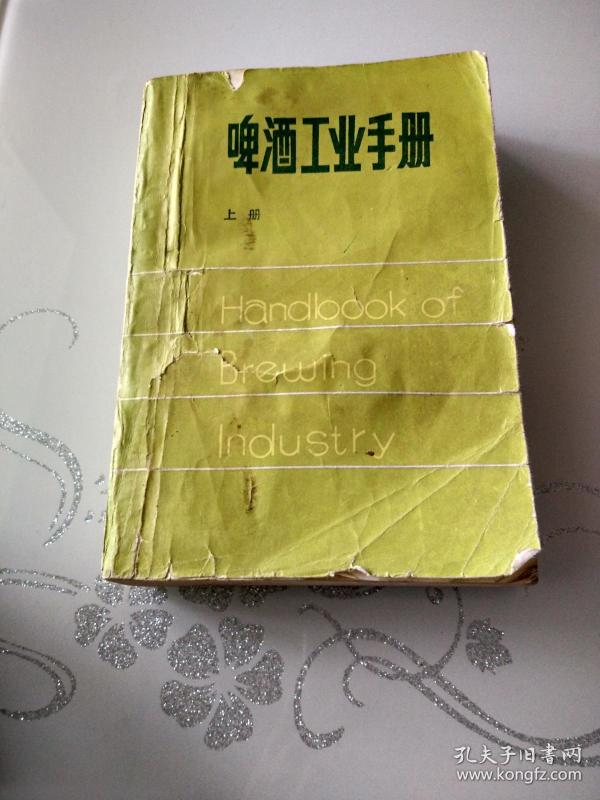 啤酒工业手册
上册
Handbook of
Brewing
Industry
孔夫子旧书网
www.kongfz.com